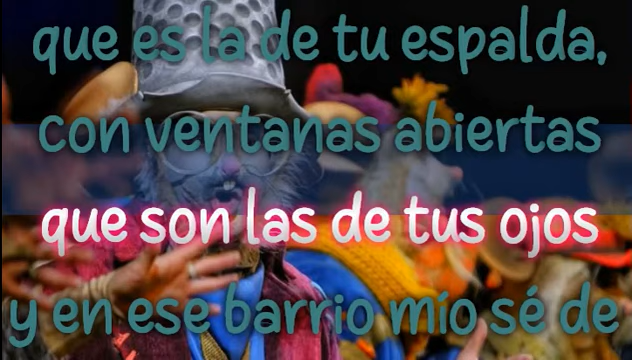 que es la de tu espalda,
con ventanas abiertas
que son las de tus ojos
y en ese barrio mío sé de